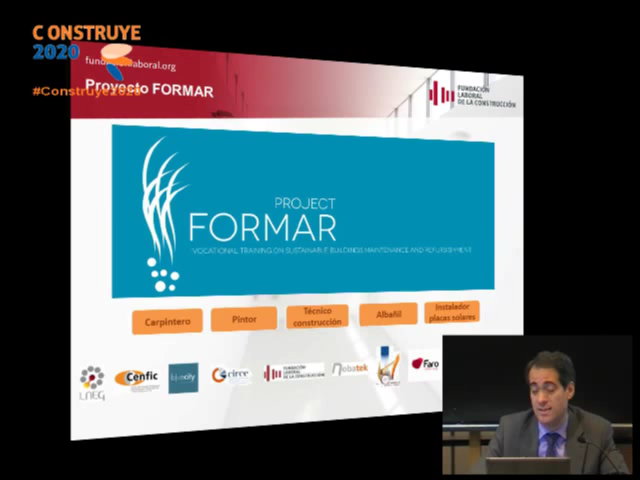 CONSTRUYE
2020
#Construye2020
fundacionlaboral.org
Proyecto FORMAR
FUNDACIÓN
LABORAL
DE LA CONSTRUCCIÓN
PROJECT
FORMAR
VOCATIONAL TRAINING ON SUSTAINABLE BUILDINGS MAINTENANCE AND REFURBISHMENT
Carpintero
Pintor
Técnico
construcción
Albañil
Instalador
placas solares
LNEG
Cenfic
circe
FUNDACIÓN
LABORAL
DE LA CONSTRUCCIÓN
nobatek
Faro